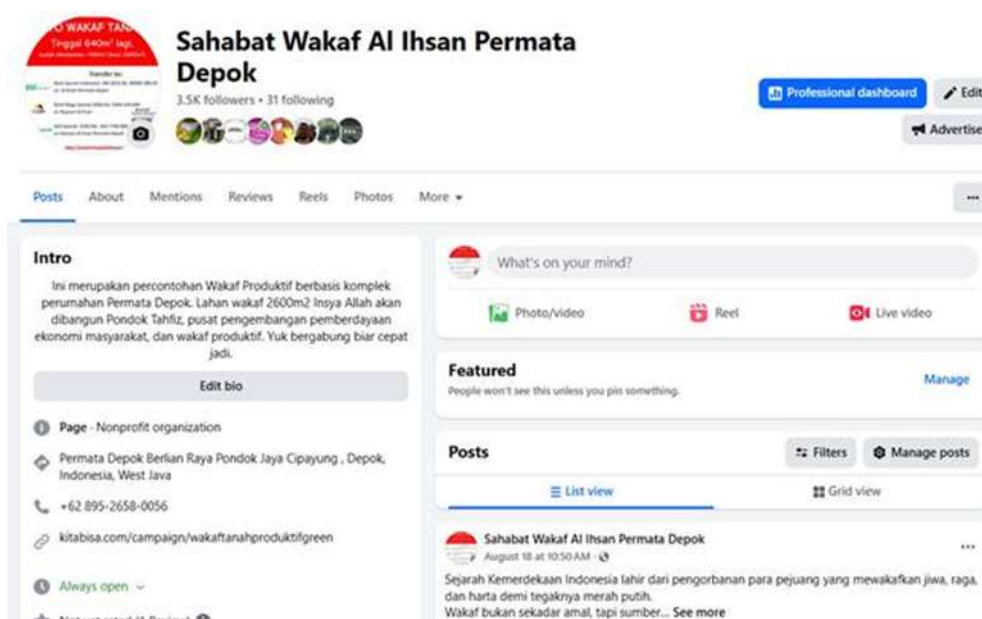 WAKAF TAN
Tinggal 640m² lagi.
Transfer ke:
Sahabat Wakaf Al Ihsan Permata
Depok
3.5K followers • 31 following
Professional dashboard
Edit
Advertise
Posts About Mentions Reviews Reels Photos More
Intro
Ini merupakan percontohan Wakaf Produktif berbasis komplek
perumahan Permata Depok. Lahan wakaf 2600m2 Insya Allah akan
dibangun Pondok Tahfiz, pusat pengembangan pemberdayaan
ekonomi masyarakat, dan wakaf produktif. Yuk bergabung biar cepat
jadi.
Edit bio
Page · Nonprofit organization
Permata Depok Berlian Raya Pondok Jaya Cipayung , Depok,
Indonesia, West Java
+62 895-2658-0056
kitabisa.com/campaign/wakaftanahproduktifgreen
Always open
Not yet rated (1 Review)
What's on your mind?
Photo/video Reel Live video
Featured
People won't see this unless you pin something.
Manage
Posts
Filters Manage posts
List view Grid view
Sahabat Wakaf Al Ihsan Permata Depok
August 18 at 10:50 AM ·
Sejarah Kemerdekaan Indonesia lahir dari pengorbanan para pejuang yang mewakafkan jiwa, raga,
dan harta demi tegaknya merah putih.
Wakaf bukan sekadar amal, tapi sumber... See more